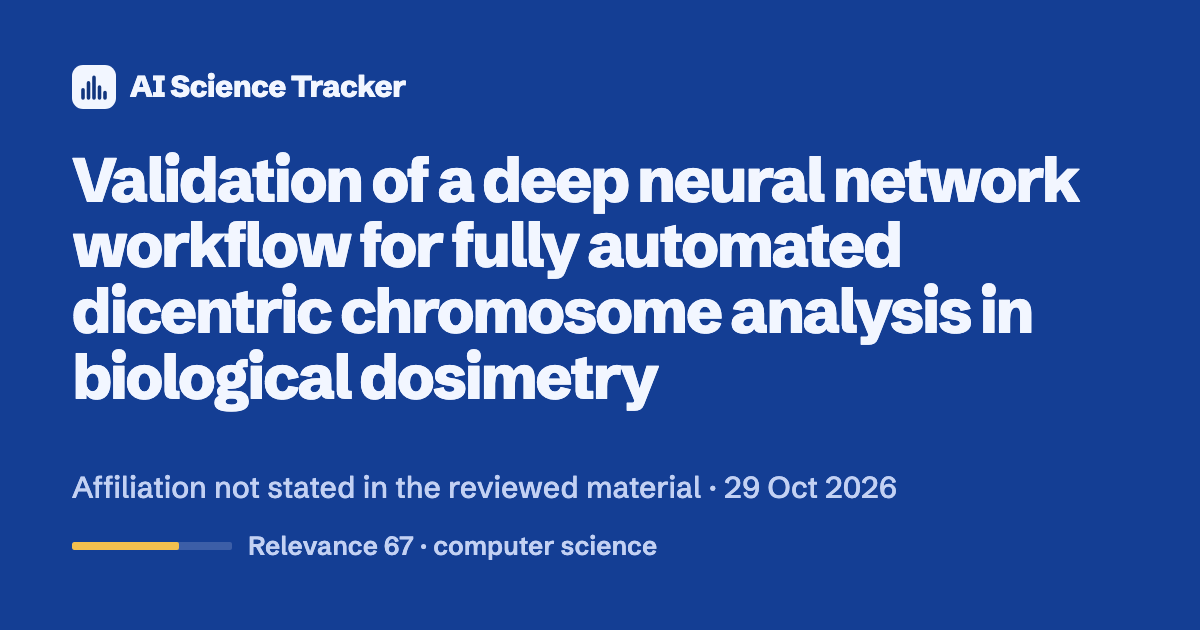 AI Science Tracker
Validation of a deep neural network
workflow for fully automated
dicentric chromosome analysis in
biological dosimetry
Affiliation not stated in the reviewed material · 29 Oct 2026
Relevance 67 · computer science